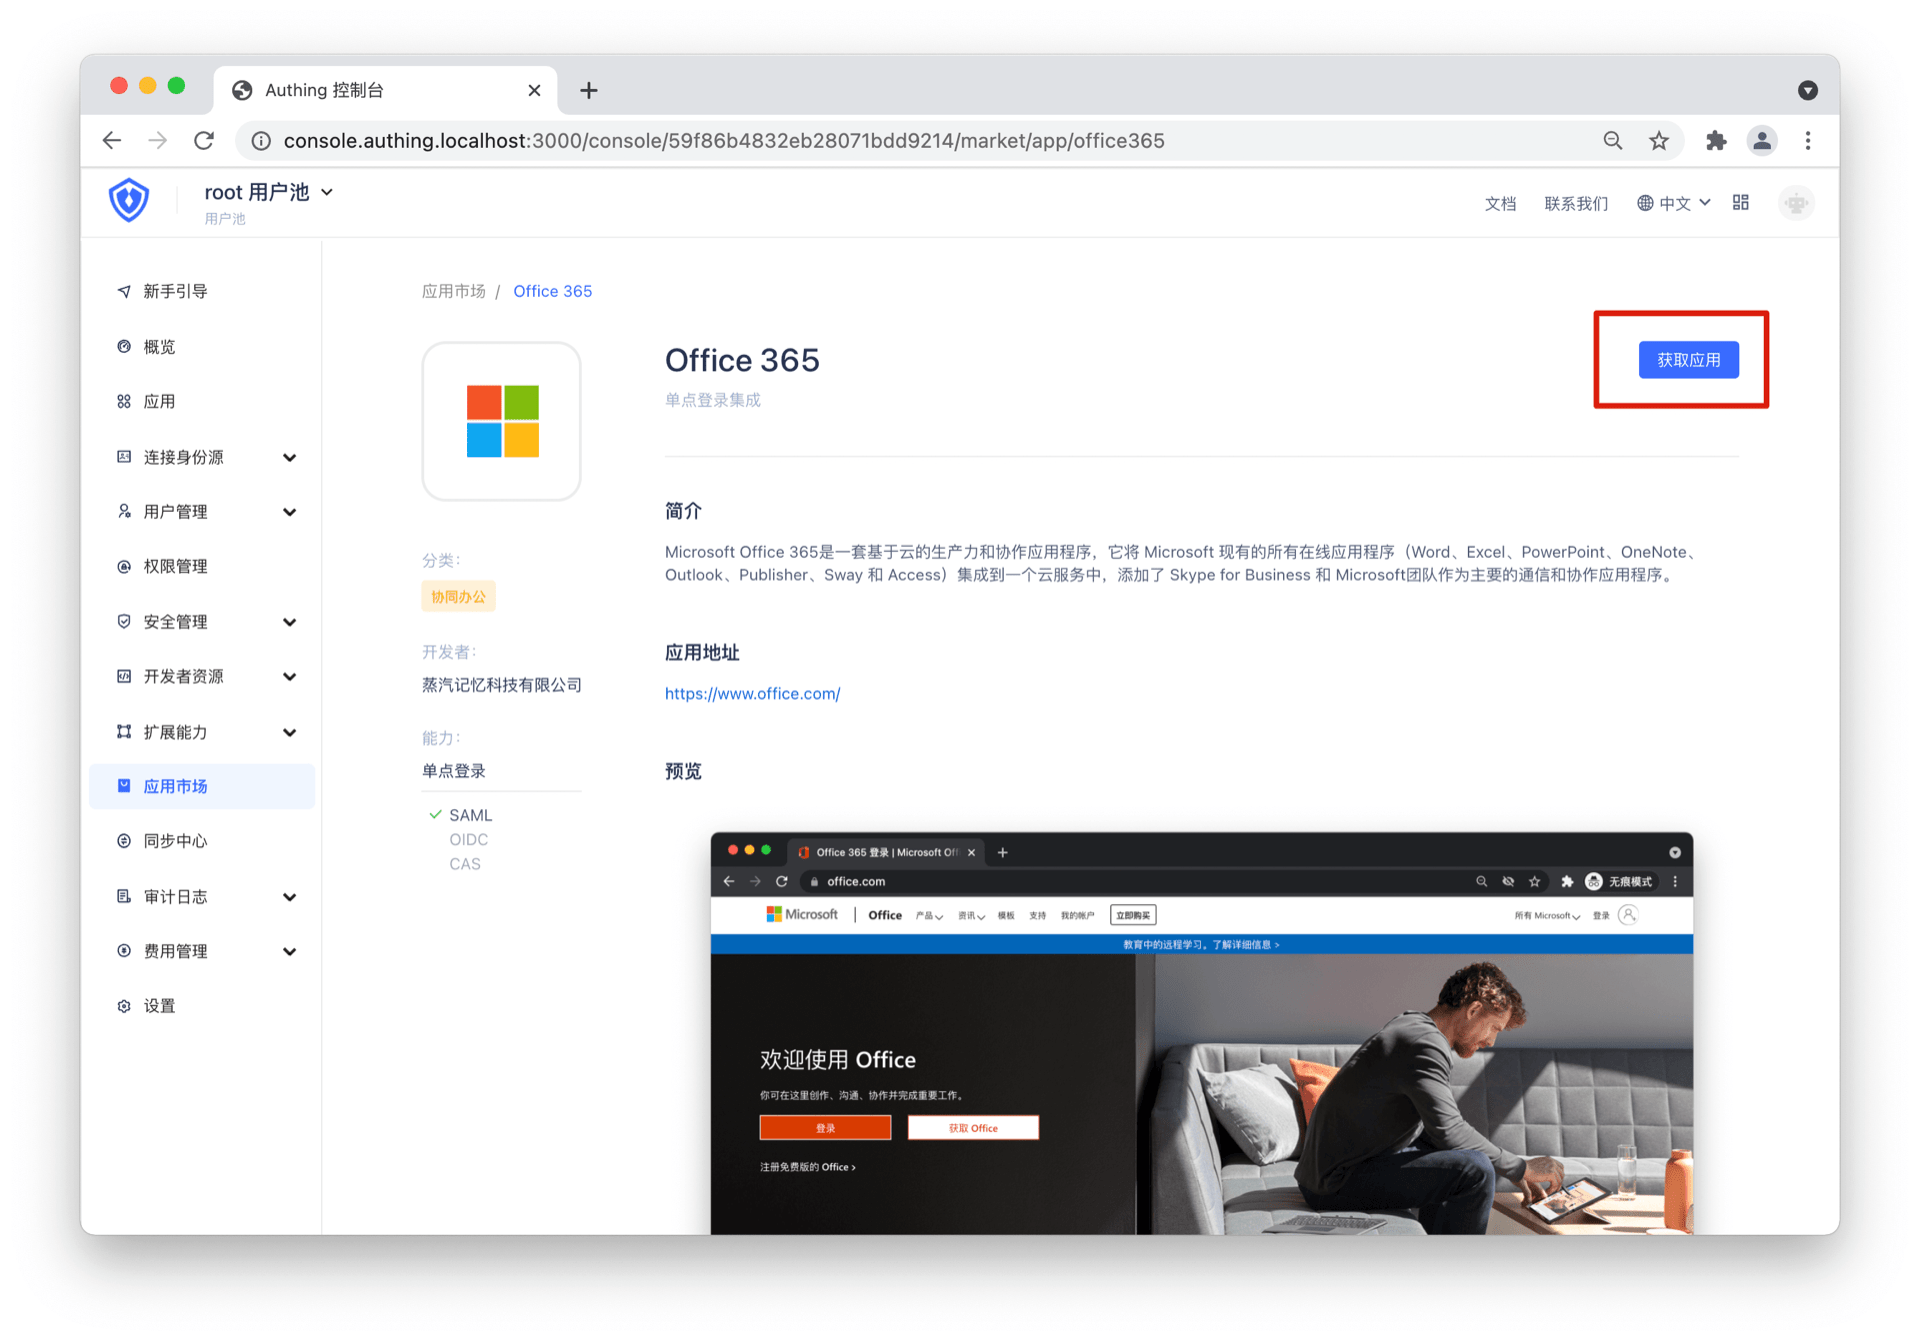 Authing 控制台
console.authing.localhost:3000/console/59f86b4832eb28071bdd9214/market/app/office365
root 用户池
用户池
文档
联系我们
中文
新手引导
概览
应用
连接身份源
用户管理
权限管理
安全管理
开发者资源
扩展能力
应用市场
同步中心
审计日志
费用管理
设置
应用市场 / Office 365
分类：
协同办公
开发者：
蒸汽记忆科技有限公司
能力：
单点登录
SAML
OIDC
CAS
Office 365
单点登录集成
获取应用
简介
Microsoft Office 365是一套基于云的生产力和协作应用程序，它将 Microsoft 现有的所有在线应用程序（Word、Excel、PowerPoint、OneNote、
Outlook、Publisher、Sway 和 Access）集成到一个云服务中，添加了 Skype for Business 和 Microsoft团队作为主要的通信和协作应用程序。
应用地址
https://www.office.com/
预览
Office 365 登录 | Microsoft Off
office.com
无痕模式
Microsoft | Office 产品 资讯 模板 支持 我的帐户 立即购买
所有 Microsoft 登录
教育中的远程学习。了解详细信息 >
欢迎使用 Office
你可在这里创作、沟通、协作并完成重要工作。
登录
获取 Office
注册免费版的 Office >